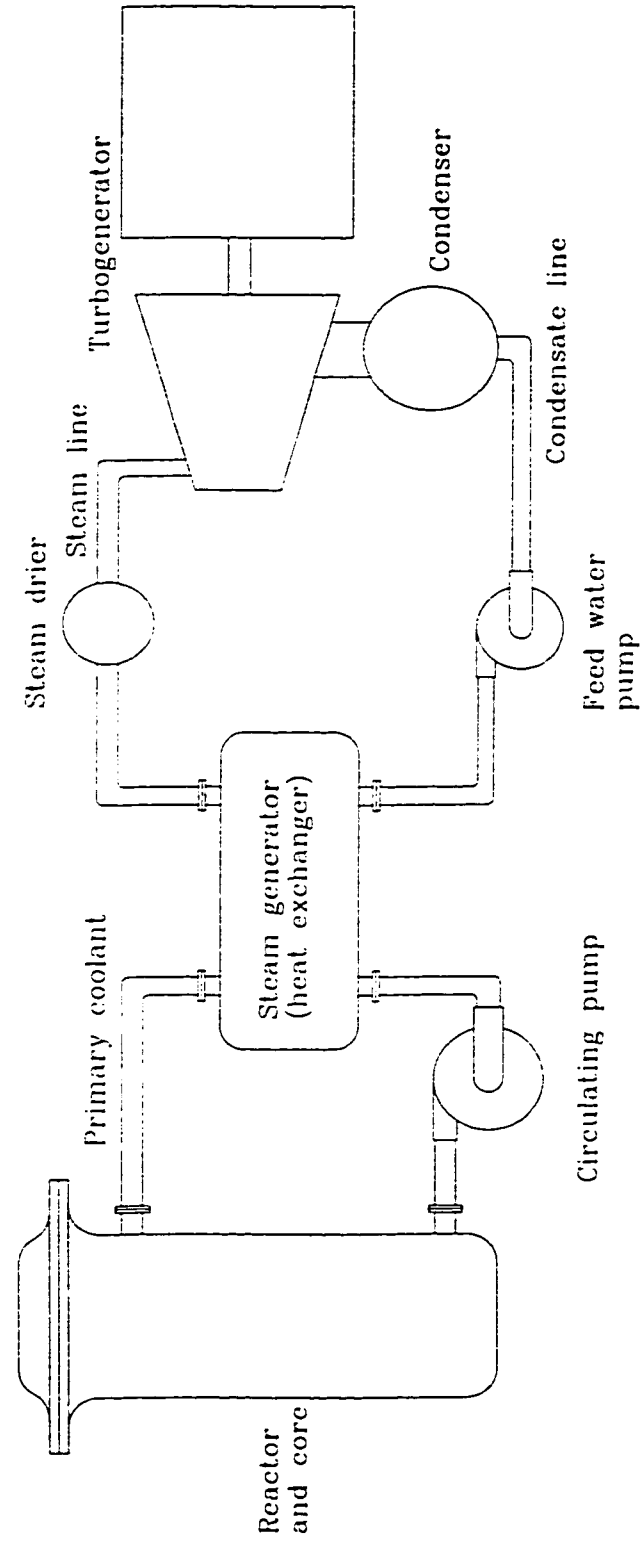 Reactor
and core
Primary coolant
Circulating pump
Steam generator
(heat exchanger)
Steam drier
Steam line
Feed water
pump
Turbogenerator
Condenser
Condensate line